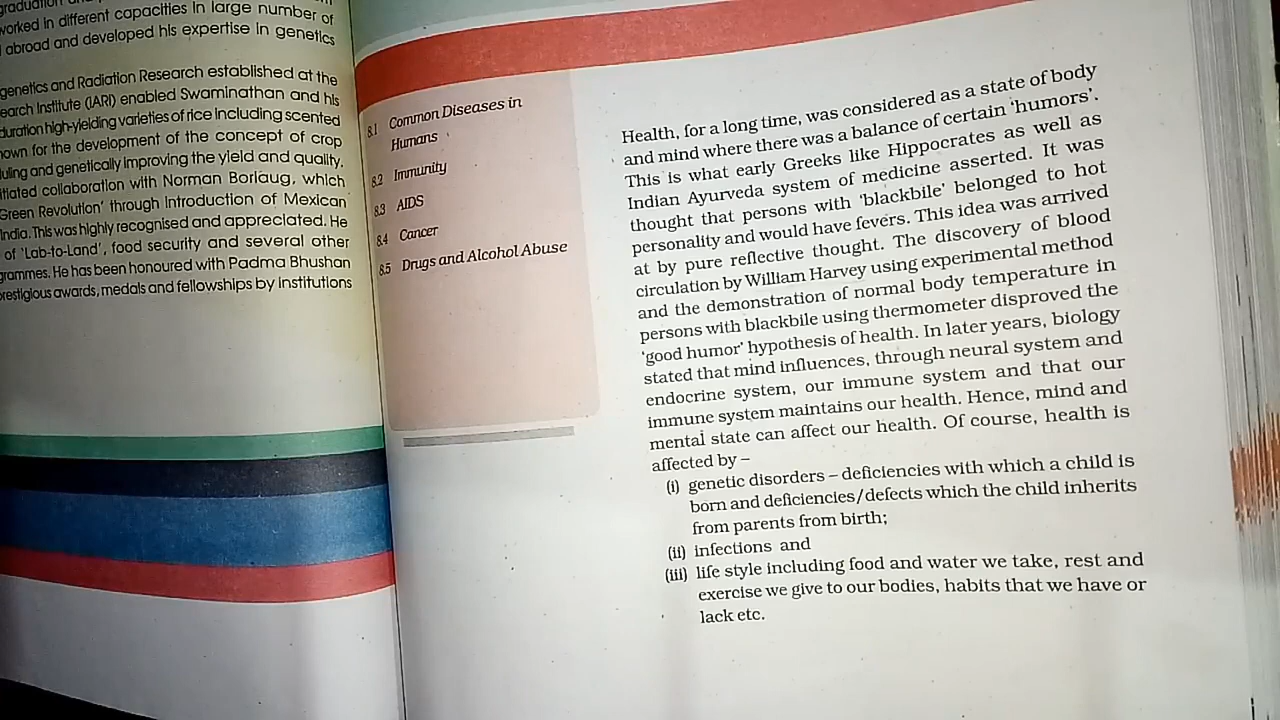 worked in different capacities in large number of
abroad and developed his expertise in genetics
genetics and Radiation Research established at the
Institute (IARI) enabled Swaminathan and his
high-yielding varieties of rice including scented
for the development of the concept of crop
and genetically improving the yield and quality.
collaboration with Norman Borlaug, which
Green Revolution' through introduction of Mexican
India. This was highly recognised and appreciated. He
of 'Lab-to-Land', food security and several other
He has been honoured with Padma Bhushan
prestigious awards, medals and fellowships by institutions
8.1 Common Diseases in
Humans
8.2 Immunity
8.3 AIDS
8.4 Cancer
8.5 Drugs and Alcohol Abuse
Health, for a long time, was considered as a state of body
and mind where there was a balance of certain 'humors'.
This is what early Greeks like Hippocrates as well as
Indian Ayurveda system of medicine asserted. It was
thought that persons with 'blackbile' belonged to hot
personality and would have fevers. This idea was arrived
at by pure reflective thought. The discovery of blood
circulation by William Harvey using experimental method
and the demonstration of normal body temperature in
persons with blackbile using thermometer disproved the
'good humor' hypothesis of health. In later years, biology
stated that mind influences, through neural system and
endocrine system, our immune system and that our
immune system maintains our health. Hence, mind and
mental state can affect our health. Of course, health is
affected by –
(i) genetic disorders – deficiencies with which a child is
born and deficiencies/defects which the child inherits
from parents from birth;
(ii) infections and
(iii) life style including food and water we take, rest and
exercise we give to our bodies, habits that we have or
lack etc.